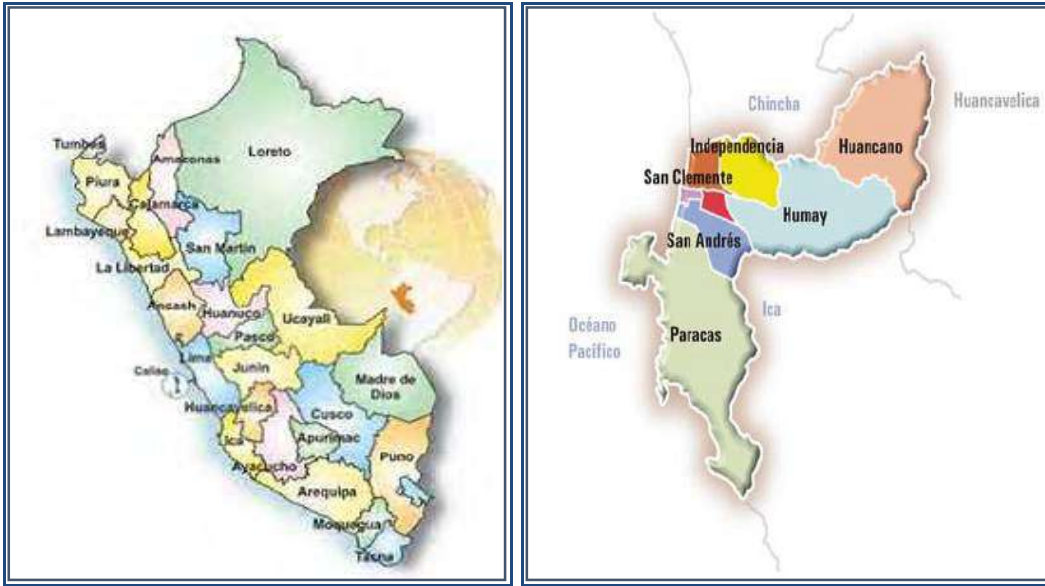 Tumbes
Amazonas
Loreto
Piura
Cajamarca
Lambayeque
San Martin
La Libertad
Ancash
Huanuco
Ucayali
Pasco
Lima
Callao
Junin
Madre de
Dios
Huancavelica
Cusco
Ica
Apurimac
Puno
Ayacucho
Arequipa
Moquegua
Tacna
Chincha
Huancavelica
Independencia
Huancano
San Clemente
Humay
San Andrés
Ica
Océano
Pacífico
Paracas